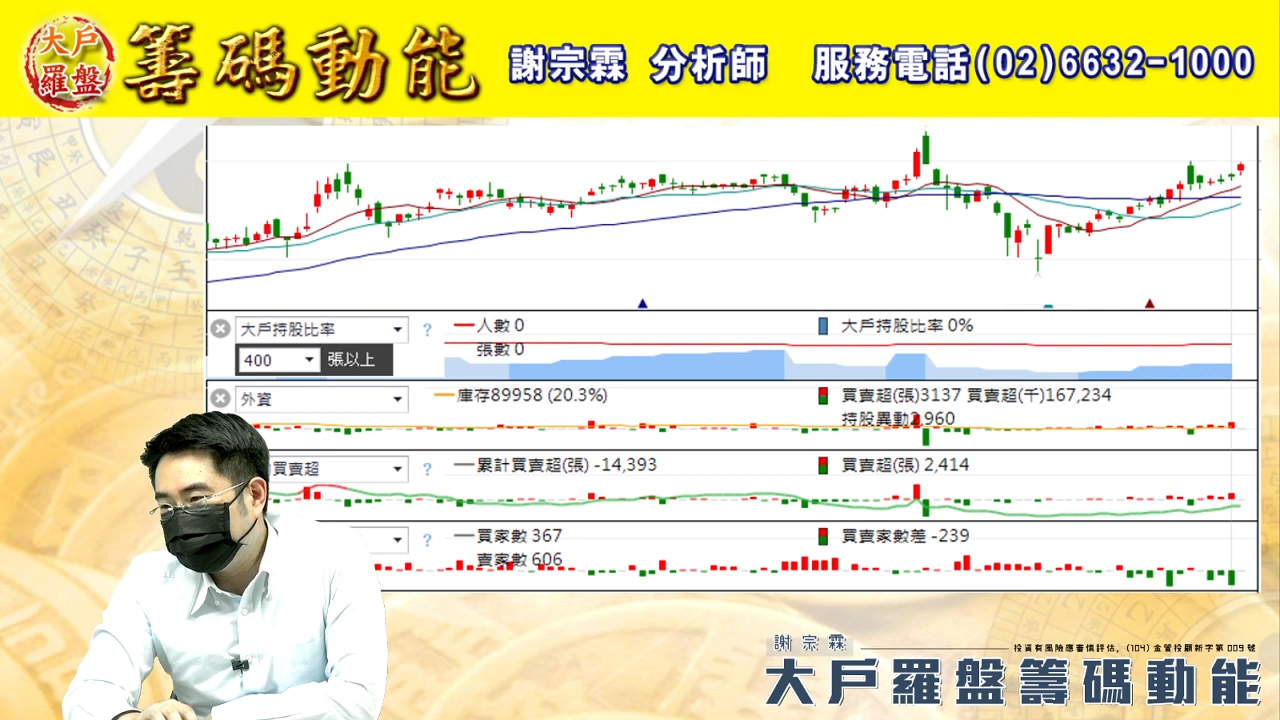 大戶
羅盤
籌碼動能
謝宗霖 分析師 服務電話(02)6632-1000
大戶持股比率
?
人數 0
張數 0
大戶持股比率 0%
400
張以上
外資
庫存89958 (20.3%)
買賣超(張)3137 買賣超(千)167,234
持股異動2,960
買賣超
?
累計買賣超(張) -14,393
買賣超(張) 2,414
?
買家數 367
賣家數 606
買賣家數差 -239
謝宗霖
投資有風險應審慎評估。(104)金管投顧新字第 009 號
大戶羅盤籌碼動能